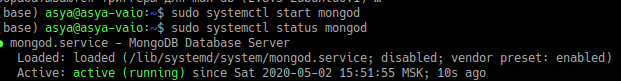 (base) asya@asya-vaio:~$ sudo systemctl start mongod
(base) asya@asya-vaio:~$ sudo systemctl status mongod
● mongod.service - MongoDB Database Server
Loaded: loaded (/lib/systemd/system/mongod.service; disabled; vendor preset: enabled)
Active: active (running) since Sat 2020-05-02 15:51:55 MSK; 10s ago